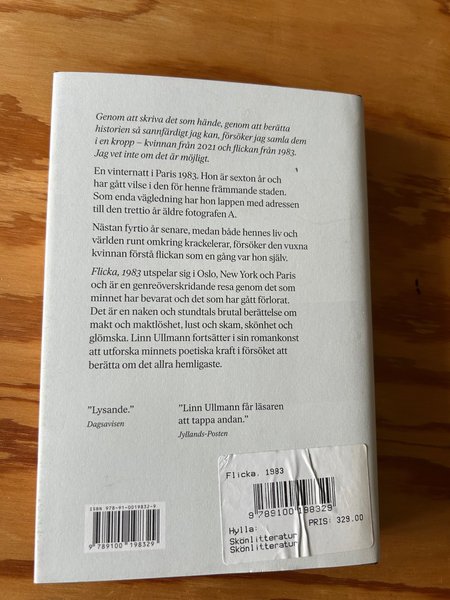 Genom att skriva det som hände, genom att berätta
historien så sannfärdigt jag kan, försöker jag samla dem
i en kropp – kvinnan från 2021 och flickan från 1983.
Jag vet inte om det är möjligt.
En vinternatt i Paris 1983. Hon är sexton år och
har gått vilse i den för henne främmande staden.
Som enda vägledning har hon lappen med adressen
till den trettio år äldre fotografen A.
Nästan fyrtio år senare, medan både hennes liv och
världen runt omkring krackelerar, försöker den vuxna
kvinnan förstå flickan som en gång var hon själv.
Flicka, 1983 utspelar sig i Oslo, New York och Paris
och är en genreöverskridande resa genom det som
minnet har bevarat och det som har gått förlorat.
Det är en naken och stundtals brutal berättelse om
makt och maktlöshet, lust och skam, skönhet och
glömska. Linn Ullmann fortsätter i sin romankonst
att utforska minnets poetiska kraft i försöket att
berätta om det allra hemligaste.
”Lysande.”
Dagsavisen
”Linn Ullmann får läsaren
att tappa andan.”
Jyllands-Posten
ISBN 978-91-0019832-9
9 789100 198329
Flicka, 1983
9 789100 198329
Hylla:
PRIS: 329.00
Skönlitteratur
Skönlitteratur